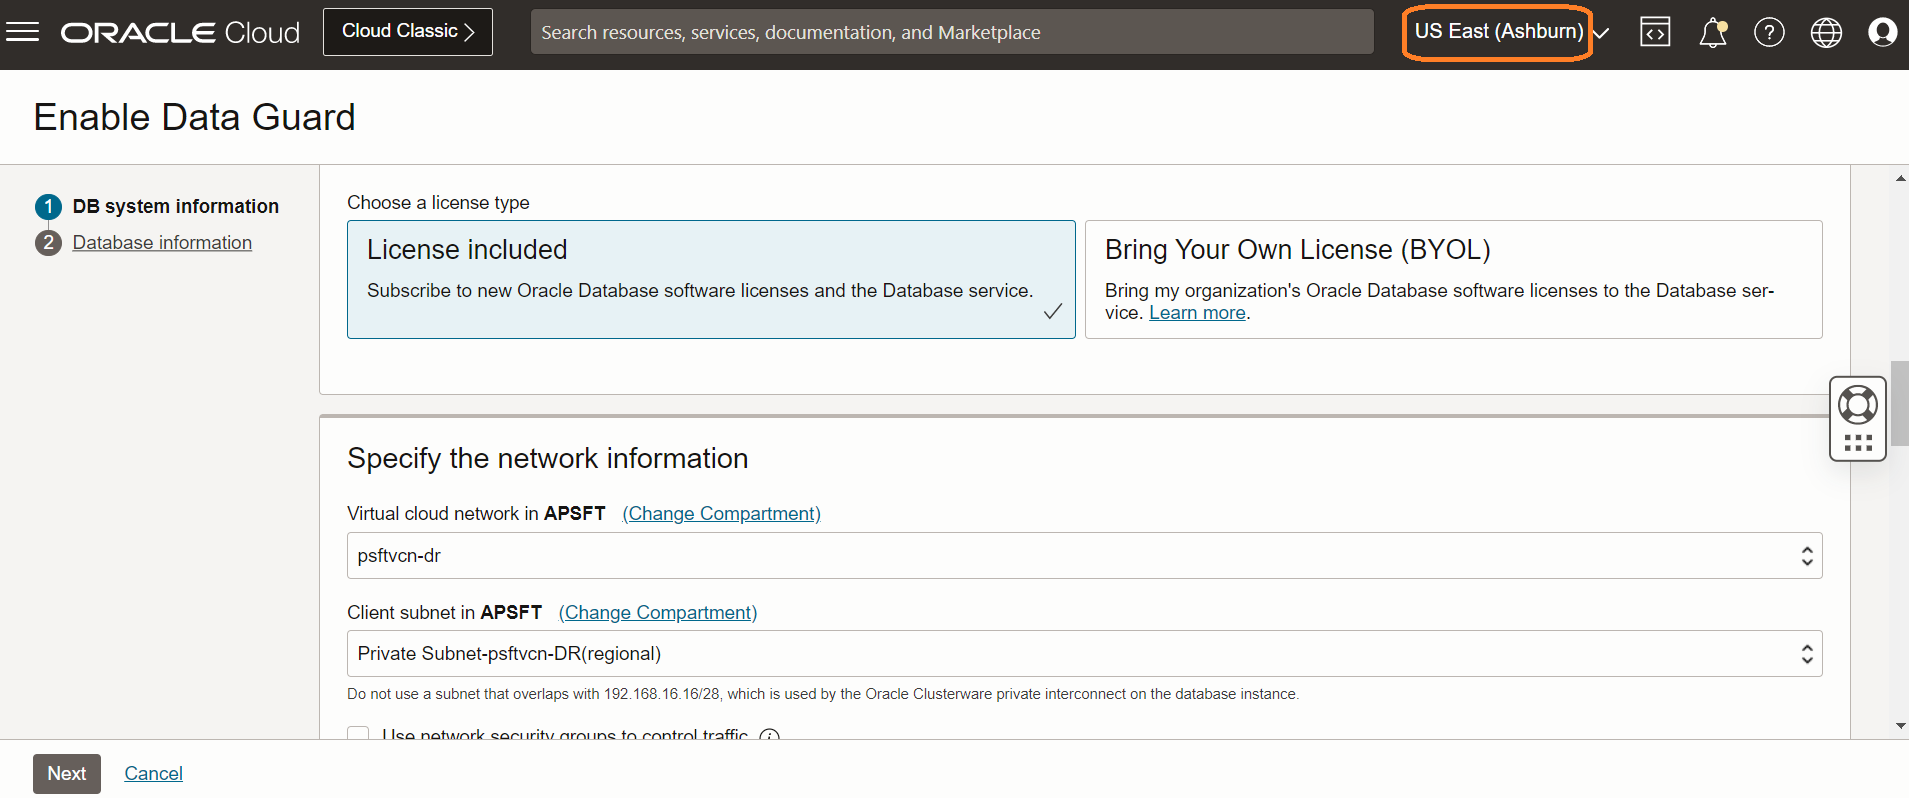 ORACLE Cloud
Cloud Classic
Search resources, services, documentation, and Marketplace
US East (Ashburn)
Enable Data Guard
1 DB system information
2 Database information
Choose a license type
License included
Subscribe to new Oracle Database software licenses and the Database service.
Bring Your Own License (BYOL)
Bring my organization's Oracle Database software licenses to the Database ser-
vice. Learn more.
Specify the network information
Virtual cloud network in APSFT (Change Compartment)
psftvcn-dr
Client subnet in APSFT (Change Compartment)
Private Subnet-psftvcn-DR(regional)
Do not use a subnet that overlaps with 192.168.16.16/28, which is used by the Oracle Clusterware private interconnect on the database instance.
Use network security groups to control traffic
Next
Cancel